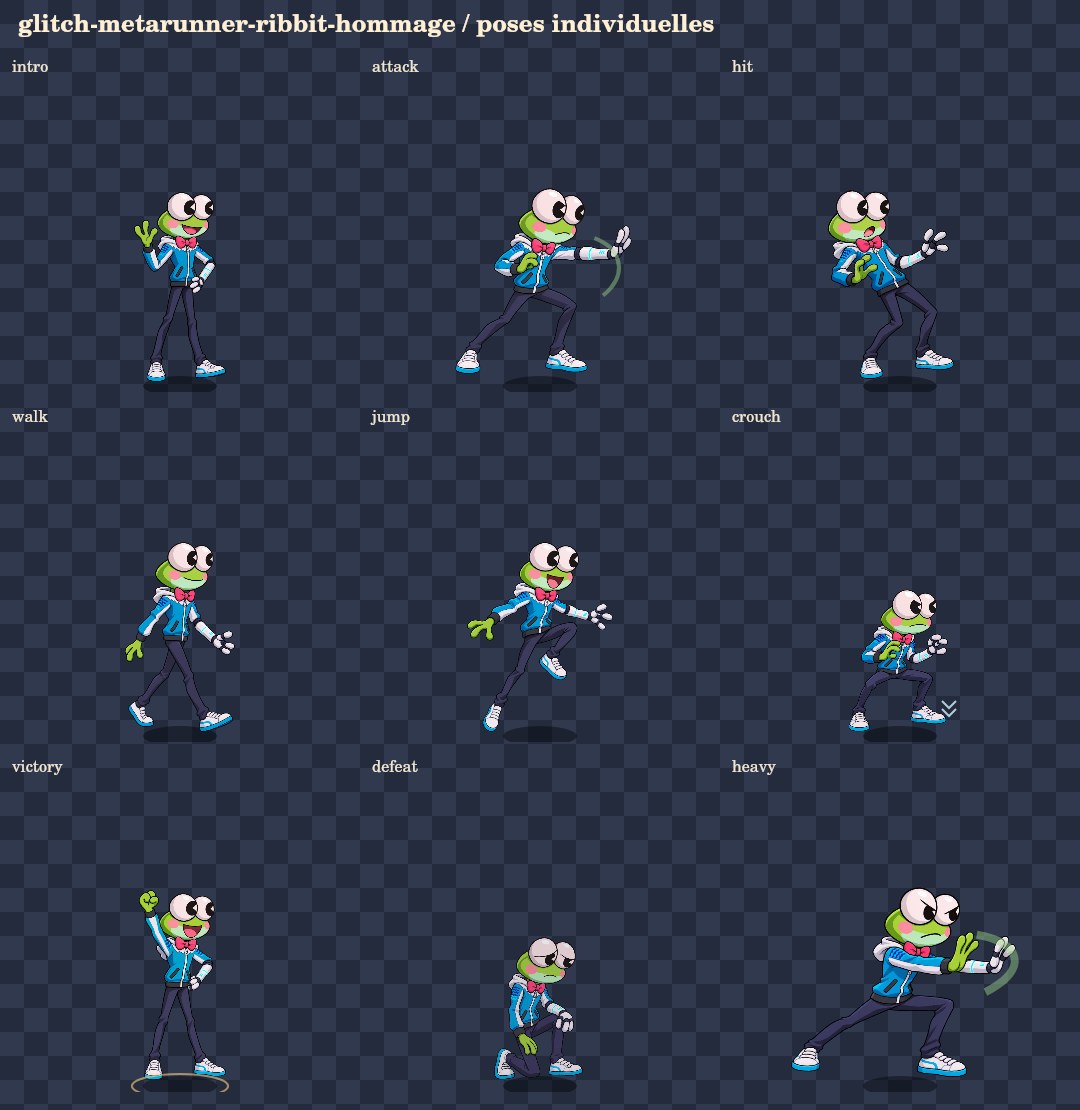 glitch-metarunner-ribbit-hommage / poses individuelles
intro
attack
hit
walk
jump
crouch
victory
defeat
heavy